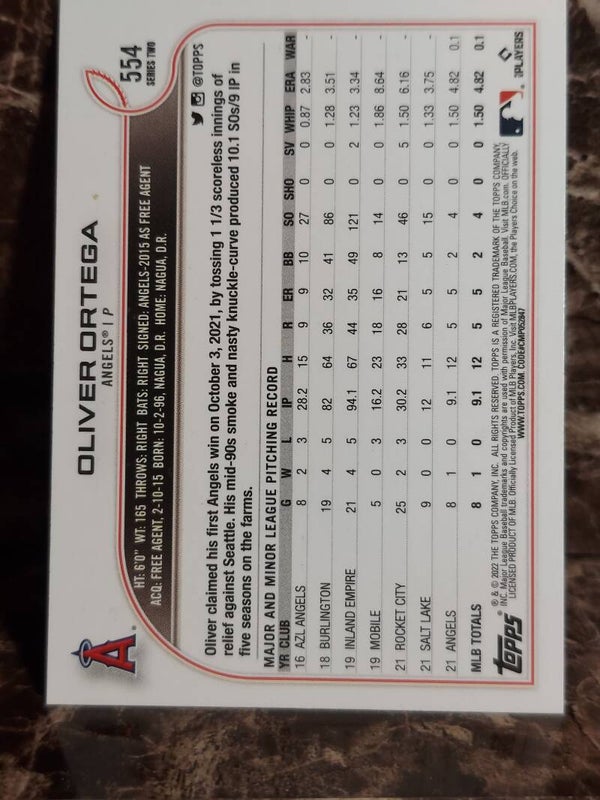 554
SERIES TWO
OLIVER ORTEGA
ANGELS® | P
HT: 6'0" WT: 165 THROWS: RIGHT BATS: RIGHT SIGNED: ANGELS-2015 AS FREE AGENT
ACQ: FREE AGENT, 2-10-15 BORN: 10-2-96, NAGUA, D.R. HOME: NAGUA, D.R.
@TOPPS
Oliver claimed his first Angels win on October 3, 2021, by tossing 1 1/3 scoreless innings of
relief against Seattle. His mid-90s smoke and nasty knuckle-curve produced 10.1 SOs/9 IP in
five seasons on the farms.
MAJOR AND MINOR LEAGUE PITCHING RECORD
YR CLUB G W L IP H R ER BB SO SHO SV WHIP ERA WAR
16 AZL ANGELS 8 2 3 28.2 15 9 9 10 27 0 0 0.87 2.83 -
18 BURLINGTON 19 4 5 82 64 36 32 41 86 0 0 1.28 3.51 -
19 INLAND EMPIRE 21 4 5 94.1 67 44 35 49 121 0 2 1.23 3.34 -
19 MOBILE 5 0 3 16.2 23 18 16 8 14 0 0 1.86 8.64 -
21 ROCKET CITY 25 2 3 30.2 33 28 21 13 46 0 5 1.50 6.16 -
21 SALT LAKE 9 0 0 12 11 6 5 5 15 0 0 1.33 3.75 -
21 ANGELS 8 1 0 9.1 12 5 5 2 4 0 0 1.50 4.82 0.1
MLB TOTALS 8 1 0 9.1 12 5 5 2 4 0 0 1.50 4.82 0.1
topps®
® & © 2022 THE TOPPS COMPANY, INC. ALL RIGHTS RESERVED. TOPPS IS A REGISTERED TRADEMARK OF THE TOPPS COMPANY,
INC. Major League Baseball trademarks and copyrights are used with permission of Major League Baseball. Visit MLB.com. OFFICIALLY
LICENSED PRODUCT OF MLB. Officially Licensed Product of MLB Players, Inc. Visit MLBPLAYERS.COM, the Players Choice on the web.
WWW.TOPPS.COM. CODE#CMP052847
PLAYERS